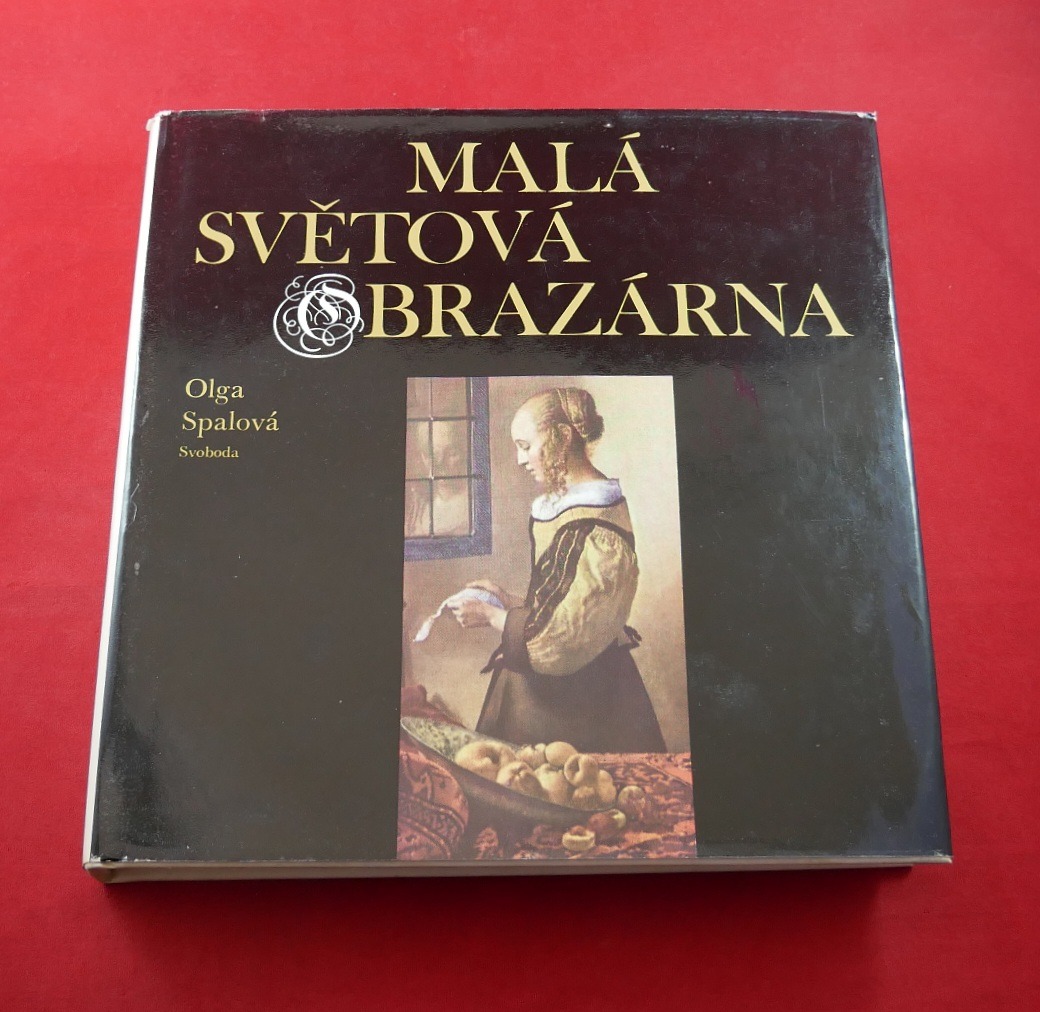 MALÁ
SVĚTOVÁ
OBRAZÁRNA
Olga
Spalová
Svoboda